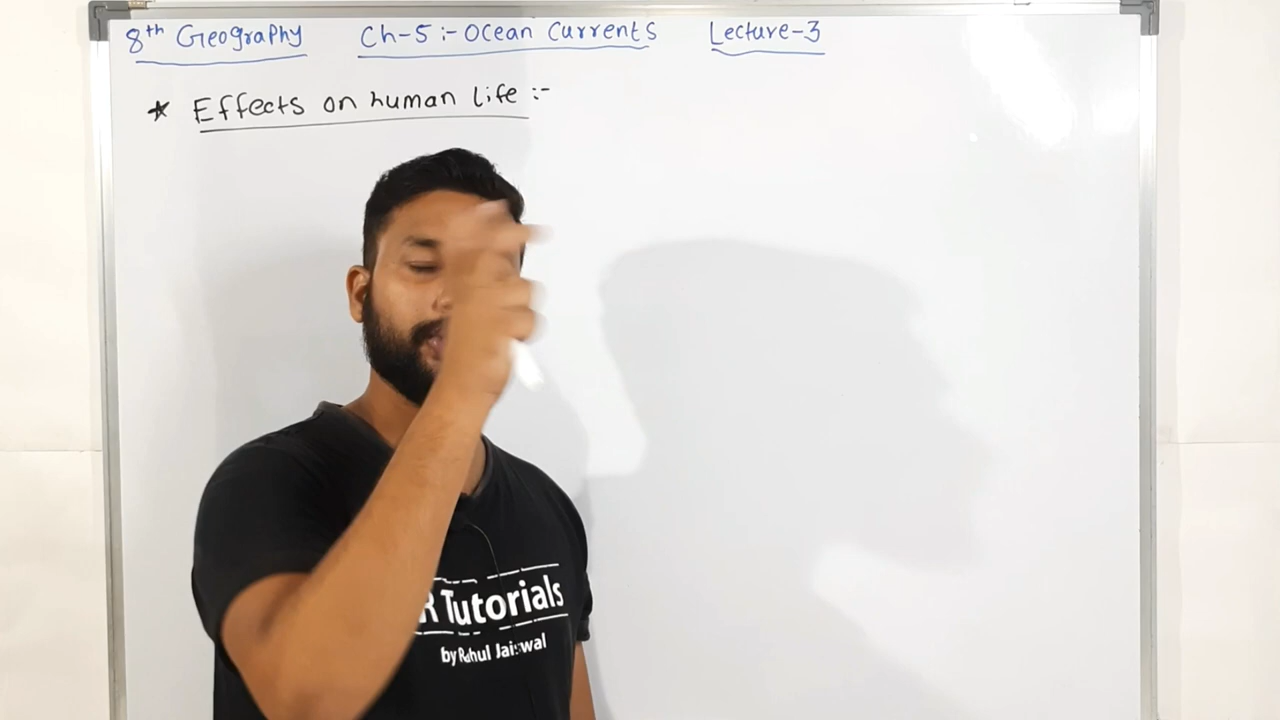 8th Geography Ch-5 :- Ocean Currents Lecture-3
* Effects on human life :-
R Tutorials
by Rahul Jaiswal